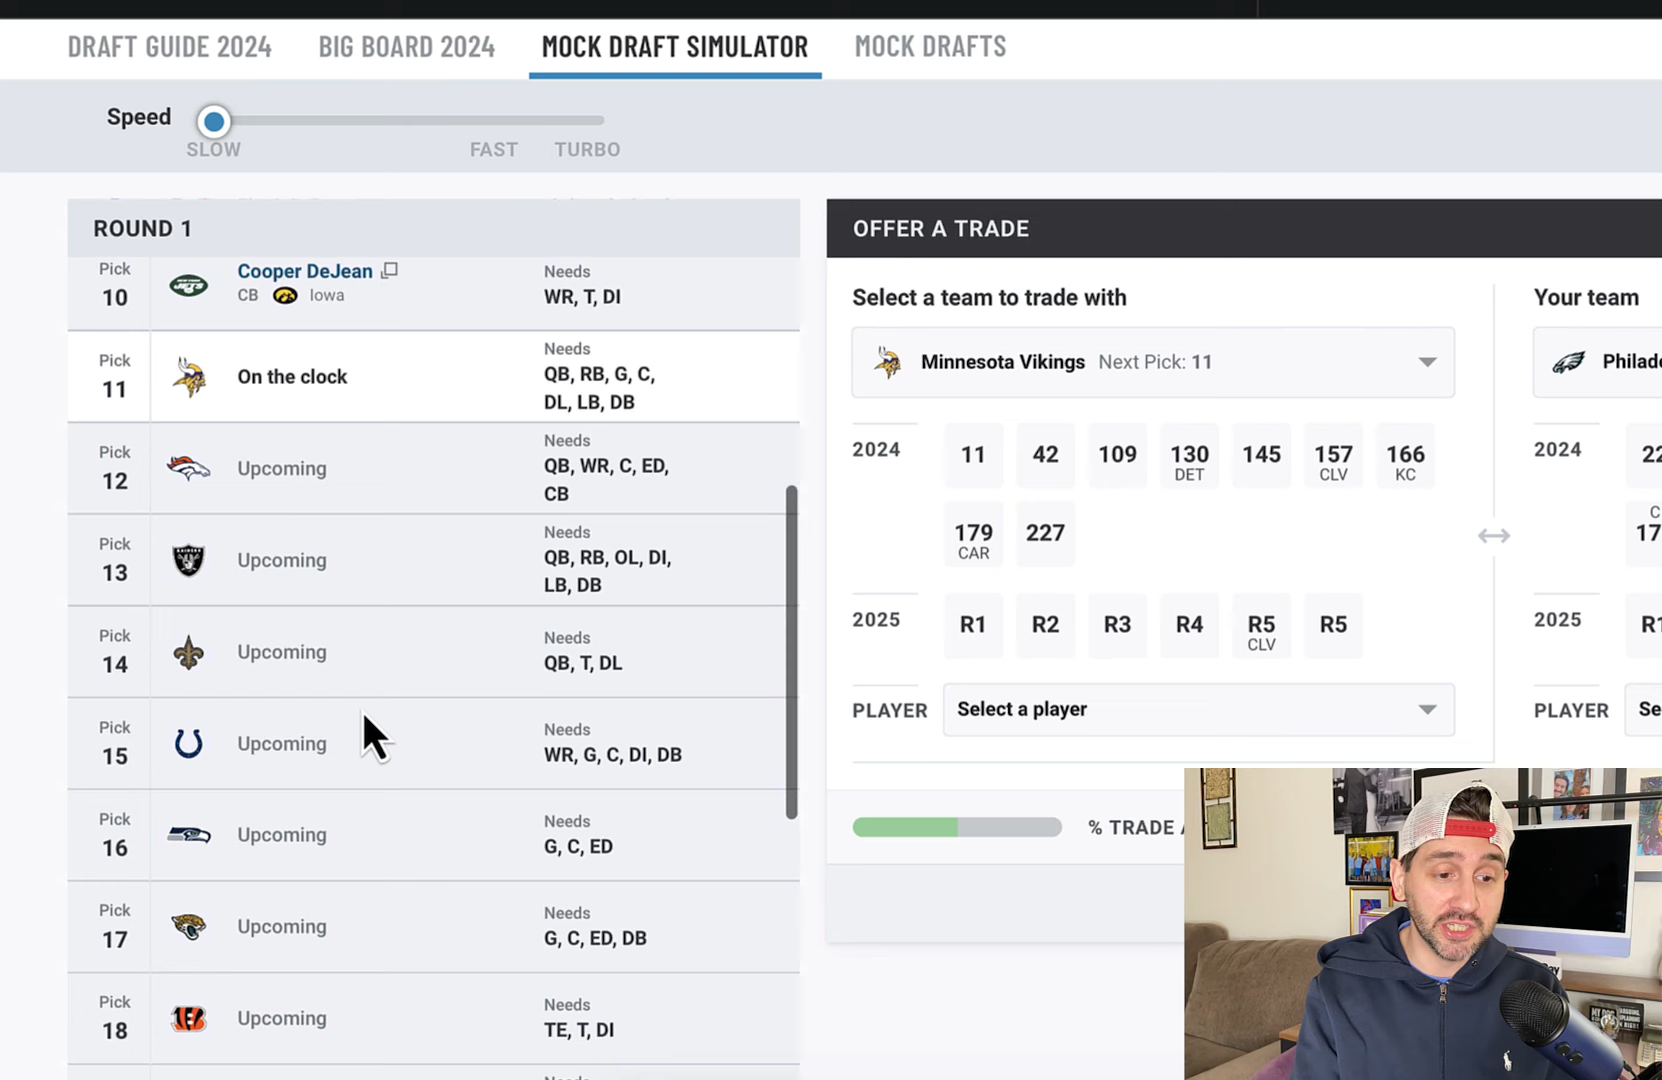 DRAFT GUIDE 2024 BIG BOARD 2024 MOCK DRAFT SIMULATOR MOCK DRAFTS
Speed
SLOW FAST TURBO
ROUND 1
Pick
10
Cooper DeJean
CB Iowa
Needs
WR, T, DI
Pick
11
On the clock
Needs
QB, RB, G, C,
DL, LB, DB
Pick
12
Upcoming
Needs
QB, WR, C, ED,
CB
Pick
13
Upcoming
Needs
QB, RB, OL, DI,
LB, DB
Pick
14
Upcoming
Needs
QB, T, DL
Pick
15
Upcoming
Needs
WR, G, C, DI, DB
Pick
16
Upcoming
Needs
G, C, ED
Pick
17
Upcoming
Needs
G, C, ED, DB
Pick
18
Upcoming
Needs
TE, T, DI
OFFER A TRADE
Select a team to trade with
Minnesota Vikings Next Pick: 11
2024
11 42 109 130 145 157 166
DET CLV KC
179 227
CAR
2025
R1 R2 R3 R4 R5 R5
CLV
PLAYER Select a player
% TRADE
Your team
Philade
2024
22
C
17
2025
R1
PLAYER Se